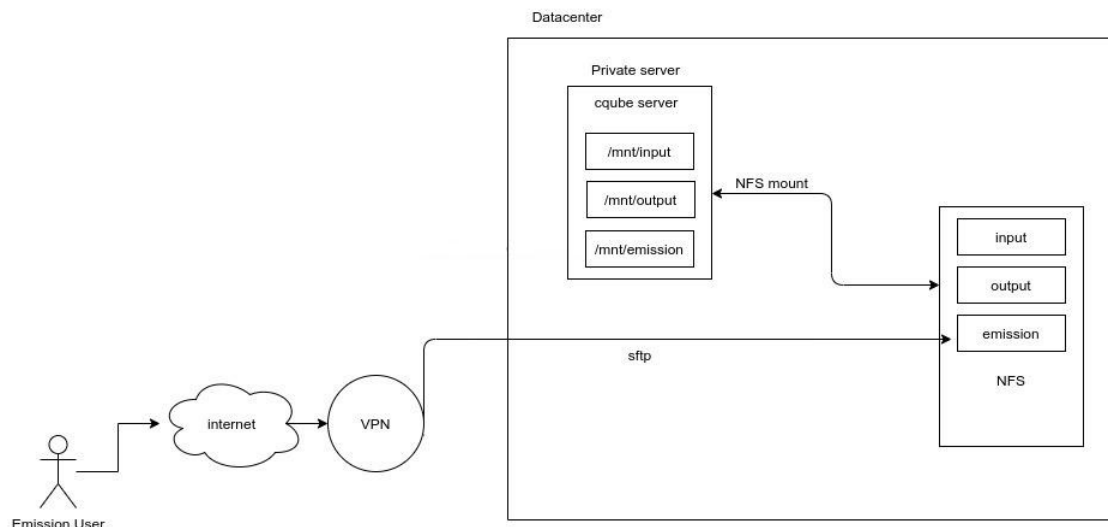 Datacenter
Private server
cqube server
/mnt/input
/mnt/output
/mnt/emission
NFS mount
input
output
emission
NFS
sftp
internet
VPN
Emission User